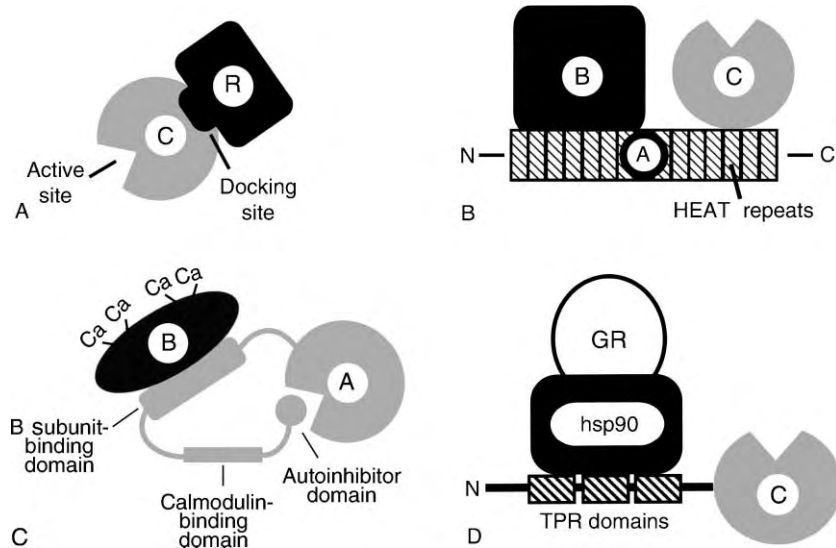 R
C
Active
site
Docking
site
A
B
C
N
A
C
HEAT repeats
B
Ca
Ca
Ca
Ca
B
A
B subunit-
binding
domain
Autoinhibitor
domain
Calmodulin-
binding
domain
C
GR
hsp90
N
C
TPR domains
D